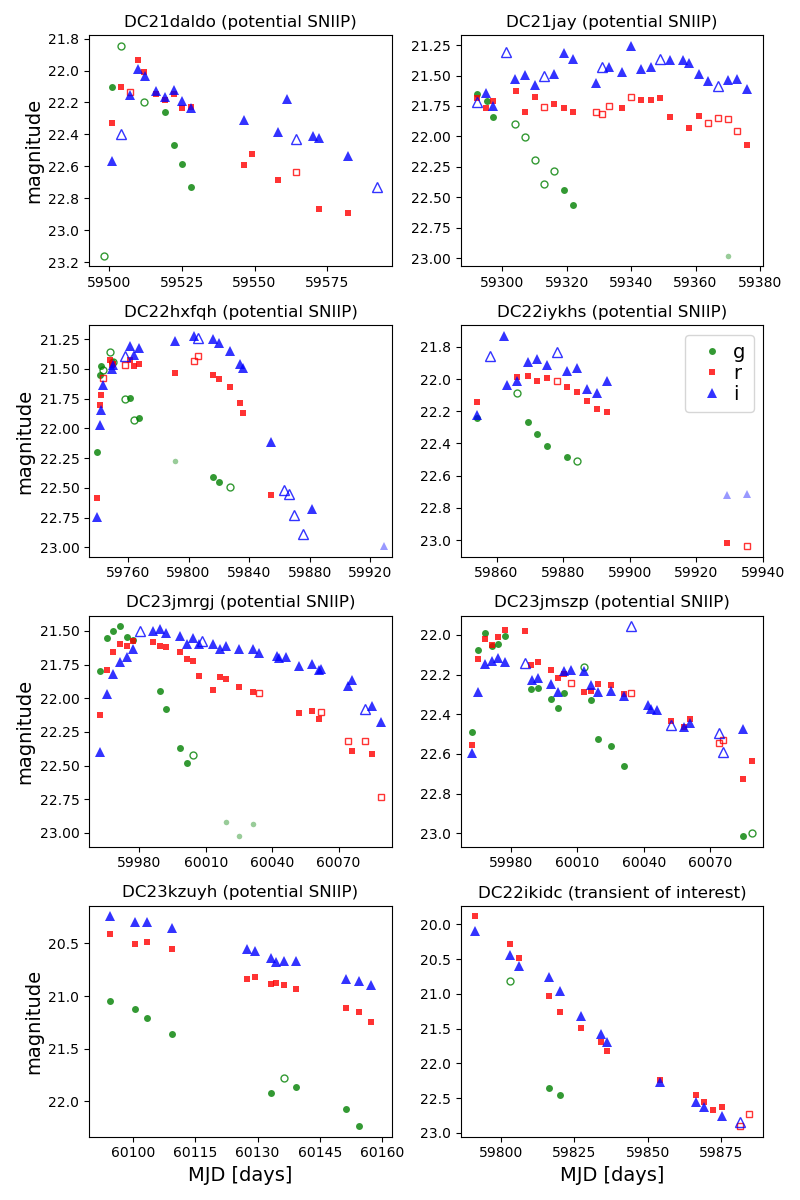 DC21daldo (potential SNIIP)
magnitude
21.8
22.0
22.2
22.4
22.6
22.8
23.0
23.2
59500 59525 59550 59575
DC21jay (potential SNIIP)
21.25
21.50
21.75
22.00
22.25
22.50
22.75
23.00
59300 59320 59340 59360 59380
DC22hxfqh (potential SNIIP)
magnitude
21.25
21.50
21.75
22.00
22.25
22.50
22.75
23.00
59760 59800 59840 59880 59920
DC22iykhs (potential SNIIP)
g
r
i
21.8
22.0
22.2
22.4
22.6
22.8
23.0
59860 59880 59900 59920 59940
DC23jmrgj (potential SNIIP)
magnitude
21.50
21.75
22.00
22.25
22.50
22.75
23.00
59980 60010 60040 60070
DC23jmszp (potential SNIIP)
22.0
22.2
22.4
22.6
22.8
23.0
59980 60010 60040 60070
DC23kzuyh (potential SNIIP)
magnitude
20.5
21.0
21.5
22.0
60100 60115 60130 60145 60160
MJD [days]
DC22ikidc (transient of interest)
20.0
20.5
21.0
21.5
22.0
22.5
23.0
59800 59825 59850 59875
MJD [days]